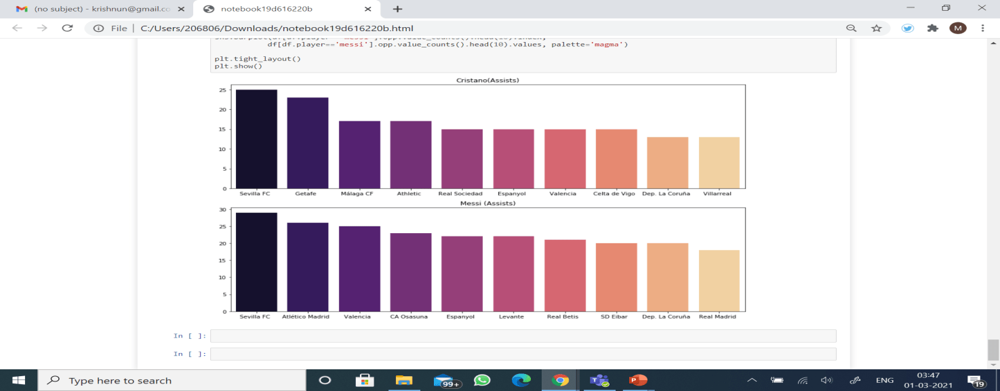 (no subject) - krishnun@gmail.co
notebook19d616220b
File | C:/Users/206806/Downloads/notebook19d616220b.html
M
df[df.player=='messi'].opp.value_counts().head(10).values, palette='magma')
plt.tight_layout()
plt.show()
Cristano(Assists)
25
20
15
10
5
0
Sevilla FC Getafe Málaga CF Athletic Real Sociedad Espanyol Valencia Celta de Vigo Dep. La Coruña Villarreal
Messi (Assists)
30
25
20
15
10
5
0
Sevilla FC Atlético Madrid Valencia CA Osasuna Espanyol Levante Real Betis SD Eibar Dep. La Coruña Real Madrid
In [ ]:
In [ ]:
Type here to search
99+
ENG
03:47
01-03-2021
19